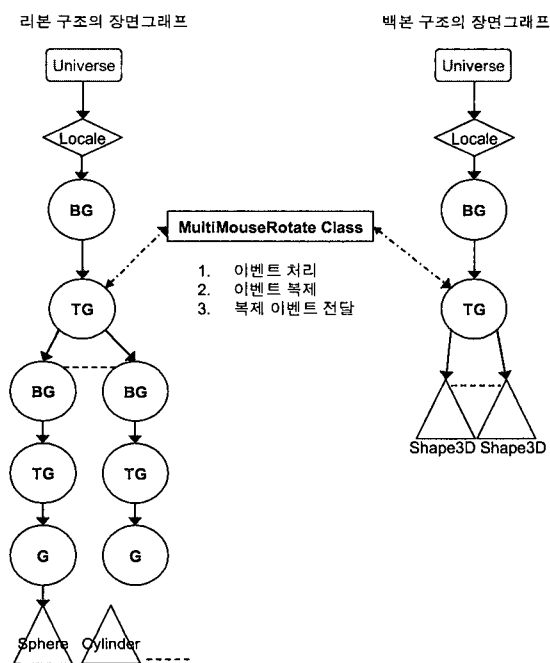 리본 구조의 장면그래프
백본 구조의 장면그래프
Universe
Universe
Locale
Locale
BG
BG
MultiMouseRotate Class
1. 이벤트 처리
2. 이벤트 복제
3. 복제 이벤트 전달
TG
TG
BG
BG
Shape3D Shape3D
TG
TG
G
G
Sphere
Cylinder